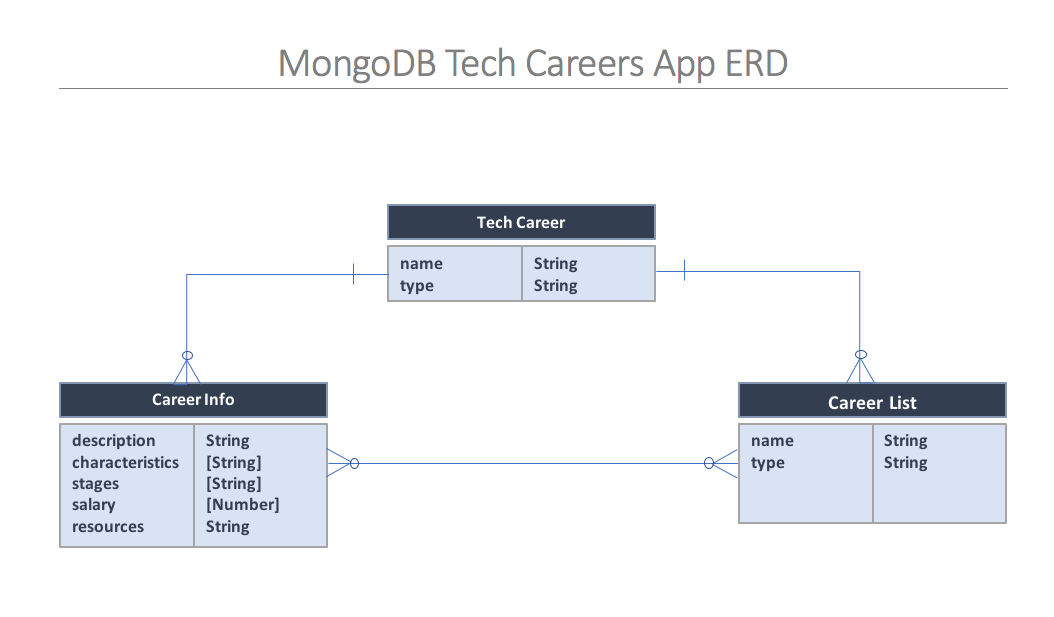 MongoDB Tech Careers App ERD
Tech Career
name String
type String
Career Info
description String
characteristics [String]
stages [String]
salary [Number]
resources String
Career List
name String
type String